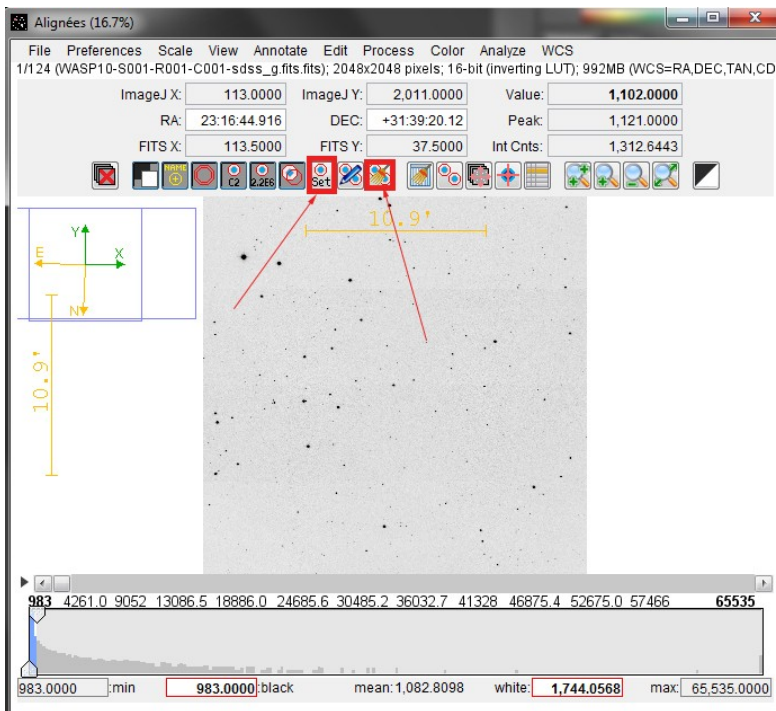 Alignées (16.7%)
File Preferences Scale View Annotate Edit Process Color Analyze WCS
1/124 (WASP10-S001-R001-C001-sdss_g.fits.fits); 2048x2048 pixels; 16-bit (inverting LUT); 992MB (WCS=RA,DEC,TAN,CD
ImageJ X: 113.0000 ImageJ Y: 2,011.0000 Value: 1,102.0000
RA: 23:16:44.916 DEC: +31:39:20.12 Peak: 1,121.0000
FITS X: 113.5000 FITS Y: 37.5000 Int Cnts: 1,312.6443
NAME C2 2.2E6 Set
10.9'
Y
E X
N
10.9'
983 4261.0 9052 13086.5 18886.0 24685.6 30485.2 36032.7 41328 46875.4 52675.0 57466 65535
983.0000 :min 983.0000 :black mean: 1,082.8098 white: 1,744.0568 max: 65,535.0000